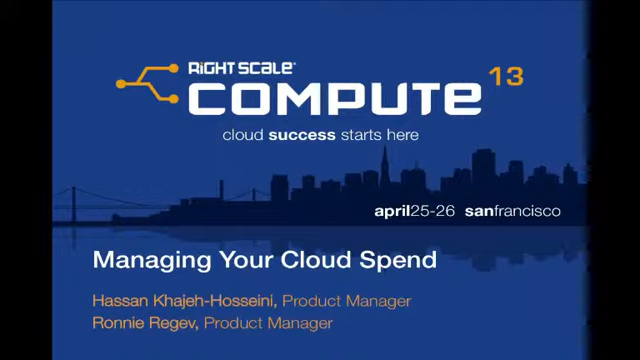 RIGHTSCALE®
COMPUTE 13
cloud success starts here
april25-26 sanfrancisco
Managing Your Cloud Spend
Hassan Khajeh-Hosseini, Product Manager
Ronnie Regev, Product Manager